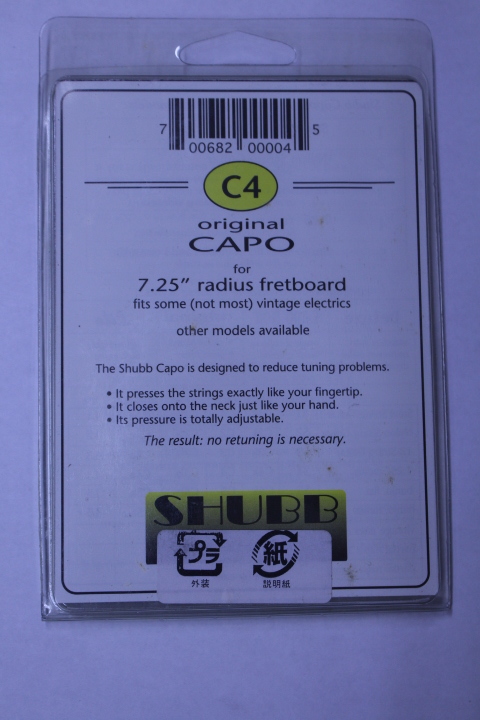 7 00682 00004 5
C4
original
CAPO
for
7.25" radius fretboard
fits some (not most) vintage electrics
other models available
The Shubb Capo is designed to reduce tuning problems.
• It presses the strings exactly like your fingertip.
• It closes onto the neck just like your hand.
• Its pressure is totally adjustable.
The result: no retuning is necessary.
SHUBB
プラ 紙
外装 説明紙